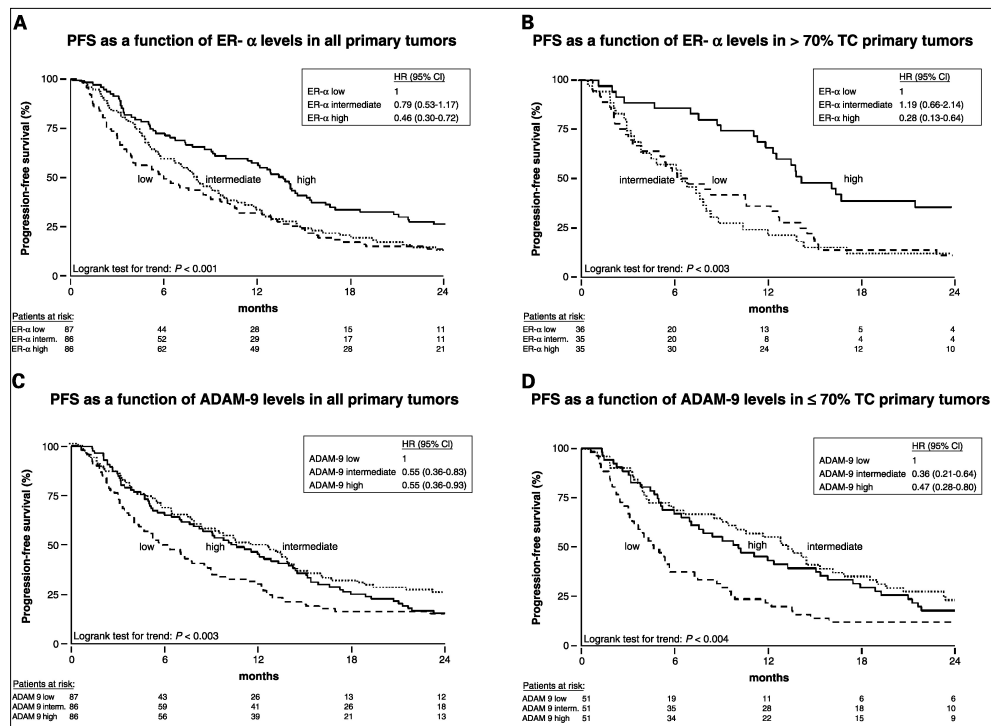 A
PFS as a function of ER- α levels in all primary tumors
HR (95% CI)
ER-α low 1
ER-α intermediate 0.79 (0.53-1.17)
ER-α high 0.46 (0.30-0.72)
Progression-free survival (%)
100
75
50
25
0
low
intermediate
high
Logrank test for trend: P < 0.001
0 6 12 18 24
months
Patients at risk:
ER-α low 87 44 28 15 11
ER-α interm. 86 52 29 17 11
ER-α high 86 62 49 28 21
B
PFS as a function of ER- α levels in > 70% TC primary tumors
HR (95% CI)
ER-α low 1
ER-α intermediate 1.19 (0.66-2.14)
ER-α high 0.28 (0.13-0.64)
Progression-free survival (%)
100
75
50
25
0
intermediate
low
high
Logrank test for trend: P < 0.003
0 6 12 18 24
months
Patients at risk:
ER-α low 36 20 13 5 4
ER-α interm. 35 20 8 4 4
ER-α high 35 30 24 12 10
C
PFS as a function of ADAM-9 levels in all primary tumors
HR (95% CI)
ADAM-9 low 1
ADAM-9 intermediate 0.55 (0.36-0.83)
ADAM-9 high 0.55 (0.36-0.93)
Progression-free survival (%)
100
75
50
25
0
low
high
intermediate
Logrank test for trend: P < 0.003
0 6 12 18 24
months
Patients at risk:
ADAM 9 low 87 43 26 13 12
ADAM 9 interm. 86 59 41 26 18
ADAM 9 high 86 56 39 21 13
D
PFS as a function of ADAM-9 levels in ≤ 70% TC primary tumors
HR (95% CI)
ADAM-9 low 1
ADAM-9 intermediate 0.36 (0.21-0.64)
ADAM-9 high 0.47 (0.28-0.80)
Progression-free survival (%)
100
75
50
25
0
low
high
intermediate
Logrank test for trend: P < 0.004
0 6 12 18 24
months
Patients at risk:
ADAM 9 low 51 19 11 6 6
ADAM 9 interm. 51 35 28 18 10
ADAM 9 high 51 34 22 15 9